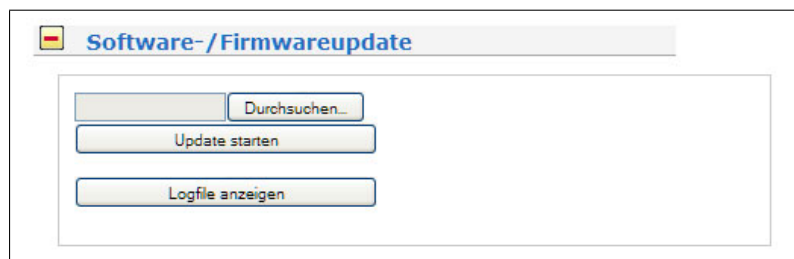 Software-/Firmwareupdate
Durchsuchen...
Update starten
Logfile anzeigen